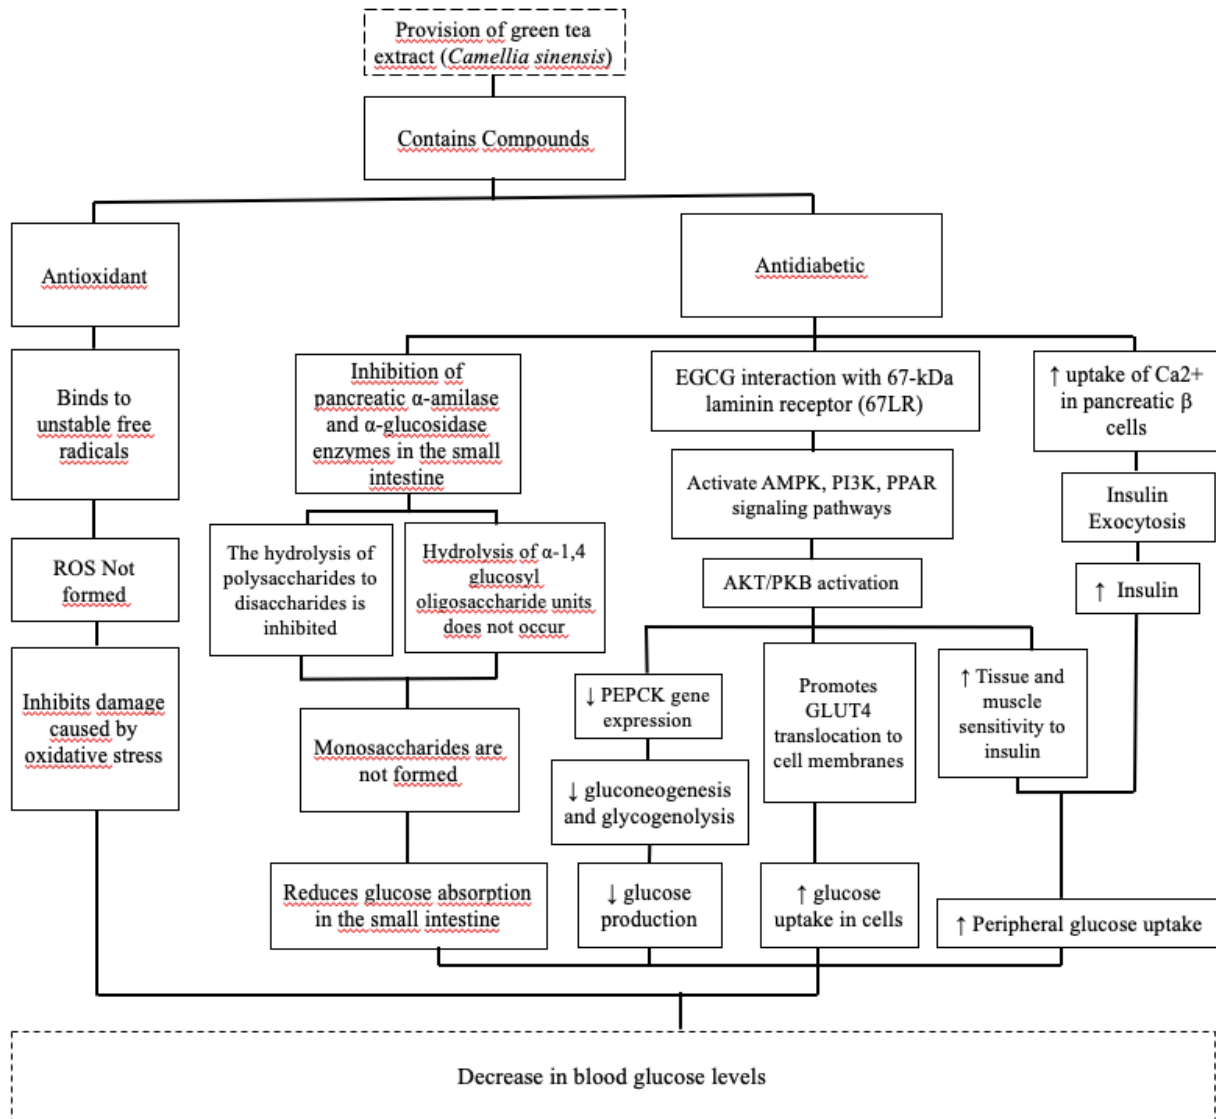 Provision of green tea
extract (Camellia sinensis)
Contains Compounds
Antioxidant
Antidiabetic
Binds to
unstable free
radicals
ROS Not
formed
Inhibits damage
caused by
oxidative stress
Inhibition of
pancreatic α-amilase
and α-glucosidase
enzymes in the small
intestine
The hydrolysis of
polysaccharides to
disaccharides is
inhibited
Hydrolysis of α-1,4
glucosyl
oligosaccharide units
does not occur
Monosaccharides are
not formed
Reduces glucose absorption
in the small intestine
EGCG interaction with 67-kDa
laminin receptor (67LR)
Activate AMPK, PI3K, PPAR
signaling pathways
AKT/PKB activation
↓ PEPCK gene
expression
↓ gluconeogenesis
and glycogenolysis
↓ glucose
production
Promotes
GLUT4
translocation to
cell membranes
↑ glucose
uptake in cells
↑ Tissue and
muscle
sensitivity to
insulin
↑ uptake of Ca2+
in pancreatic β
cells
Insulin
Exocytosis
↑ Insulin
↑ Peripheral glucose uptake
Decrease in blood glucose levels